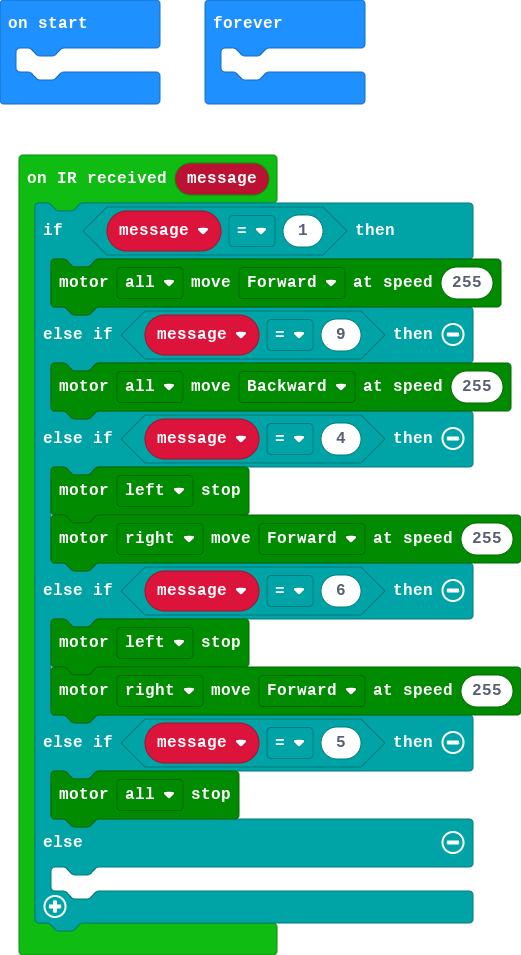 on start
forever
on IR received message
if message = 1 then
motor all move Forward at speed 255
else if message = 9 then
motor all move Backward at speed 255
else if message = 4 then
motor left stop
motor right move Forward at speed 255
else if message = 6 then
motor left stop
motor right move Forward at speed 255
else if message = 5 then
motor all stop
else